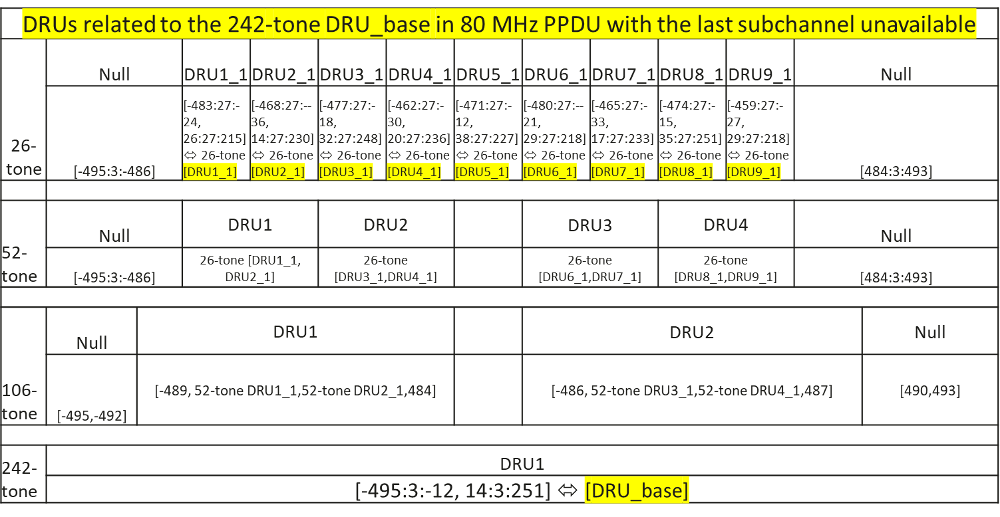 DRUs related to the 242-tone DRU_base in 80 MHz PPDU with the last subchannel unavailable
26-
tone
Null
DRU1_1
DRU2_1
DRU3_1
DRU4_1
DRU5_1
DRU6_1
DRU7_1
DRU8_1
DRU9_1
Null
[-495:3:-486]
[-483:27:-
24,
26:27:215]
⇔ 26-tone
[DRU1_1]
[-468:27:--
36,
14:27:230]
⇔ 26-tone
[DRU2_1]
[-477:27:-
18,
32:27:248]
⇔ 26-tone
[DRU3_1]
[-462:27:-
30,
20:27:236]
⇔ 26-tone
[DRU4_1]
[-471:27:-
12,
38:27:227]
⇔ 26-tone
[DRU5_1]
[-480:27:--
21,
29:27:218]
⇔ 26-tone
[DRU6_1]
[-465:27:-
33,
17:27:233]
⇔ 26-tone
[DRU7_1]
[-474:27:-
15,
35:27:251]
⇔ 26-tone
[DRU8_1]
[-459:27:-
27,
29:27:218]
⇔ 26-tone
[DRU9_1]
[484:3:493]
52-
tone
Null
DRU1
DRU2
DRU3
DRU4
Null
[-495:3:-486]
26-tone [DRU1_1,
DRU2_1]
26-tone
[DRU3_1,DRU4_1]
26-tone
[DRU6_1,DRU7_1]
26-tone
[DRU8_1,DRU9_1]
[484:3:493]
106-
tone
Null
DRU1
DRU2
Null
[-495,-492]
[-489, 52-tone DRU1_1,52-tone DRU2_1,484]
[-486, 52-tone DRU3_1,52-tone DRU4_1,487]
[490,493]
242-
tone
DRU1
[-495:3:-12, 14:3:251] ⇔ [DRU_base]